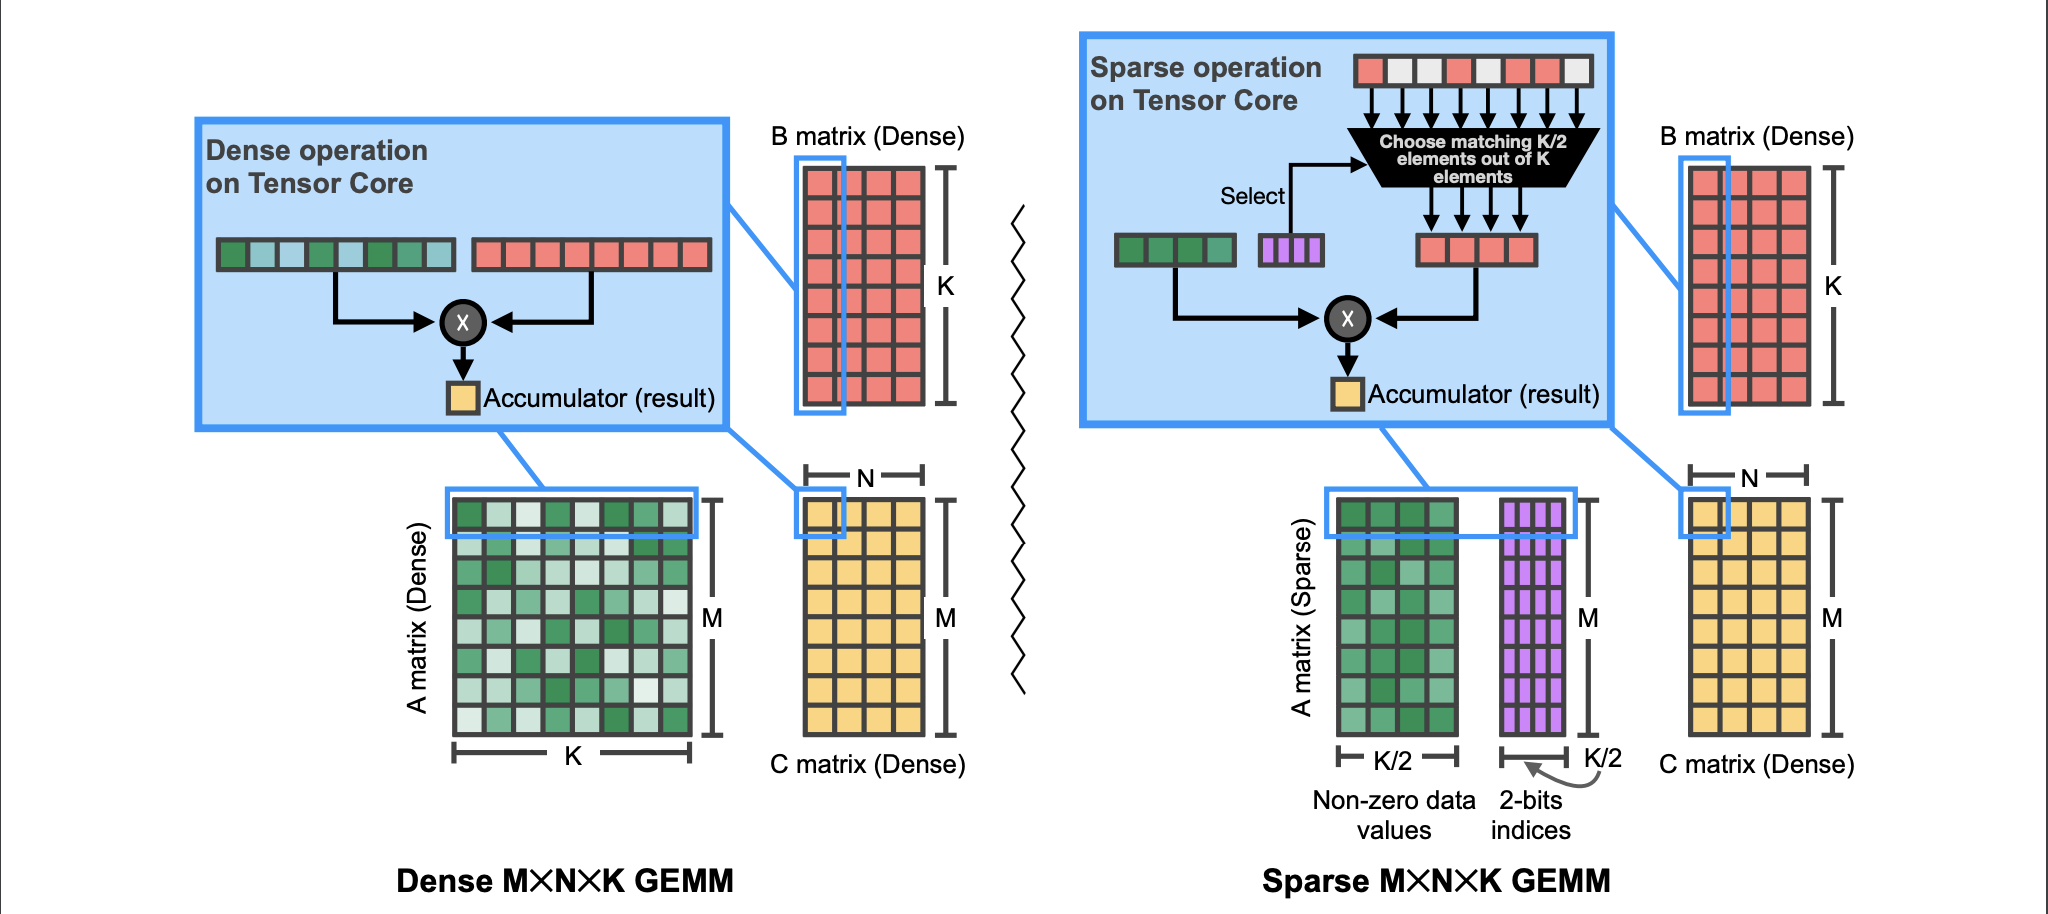 Dense operation
on Tensor Core
X
Accumulator (result)
B matrix (Dense)
K
N
A matrix (Dense)
M
K
M
C matrix (Dense)
Dense M×N×K GEMM
Sparse operation
on Tensor Core
Choose matching K/2
elements out of K
elements
Select
X
Accumulator (result)
B matrix (Dense)
K
N
A matrix (Sparse)
M
K/2
K/2
Non-zero data
values
2-bits
indices
M
C matrix (Dense)
Sparse M×N×K GEMM